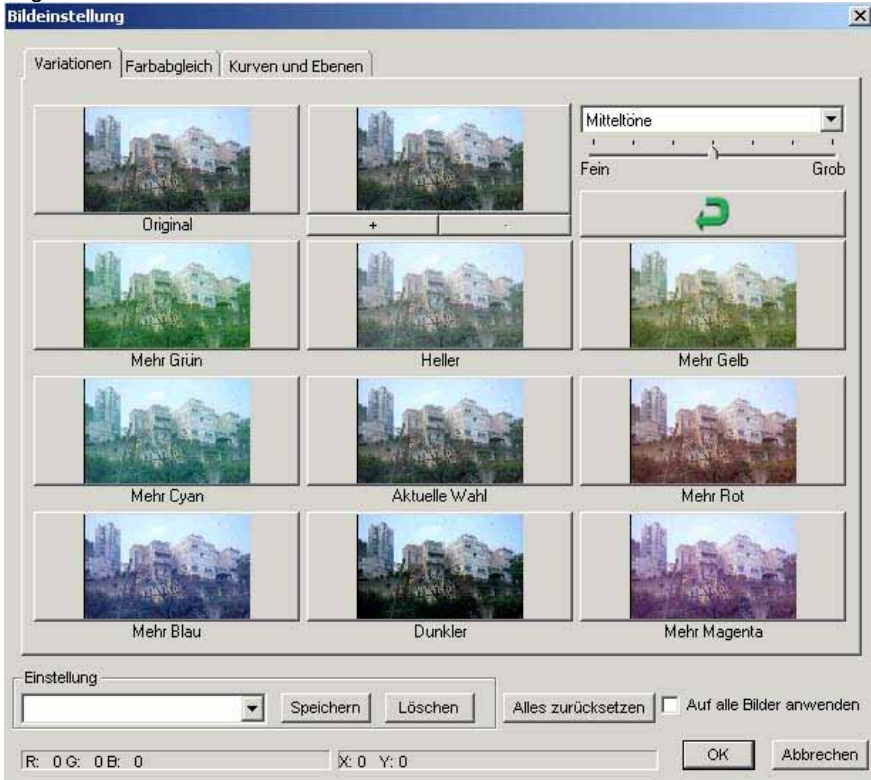 Bildeinstellung
Variationen Farbabgleich Kurven und Ebenen
Mitteltöne
Fein Grob
Original + -
Mehr Grün Heller Mehr Gelb
Mehr Cyan Aktuelle Wahl Mehr Rot
Mehr Blau Dunkler Mehr Magenta
Einstellung
Speichern Löschen Alles zurücksetzen Auf alle Bilder anwenden
R: 0 G: 0 B: 0 X: 0 Y: 0 OK Abbrechen